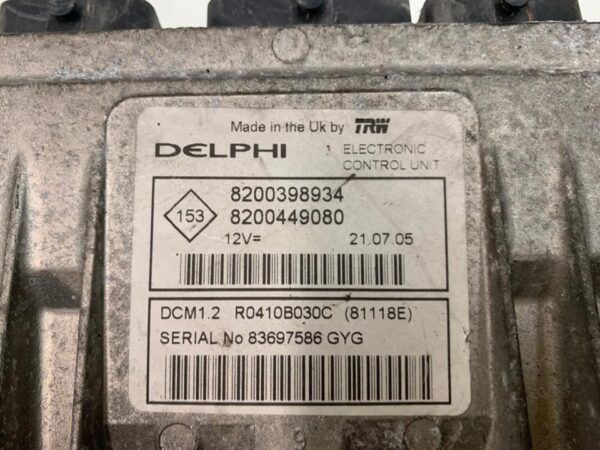 Made in the Uk by TRW
DELPHI ELECTRONIC
CONTROL UNIT
8200398934
153
8200449080
12V= 21.07.05
DCM1.2 R0410B030C (81118E)
SERIAL No 83697586 GYG